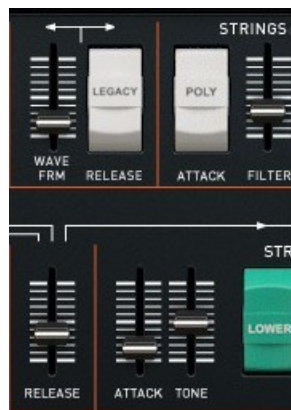 STRINGS
LEGACY
POLY
WAVE
FRM
RELEASE
ATTACK
FILTER
STR
LOWER
RELEASE
ATTACK
TONE